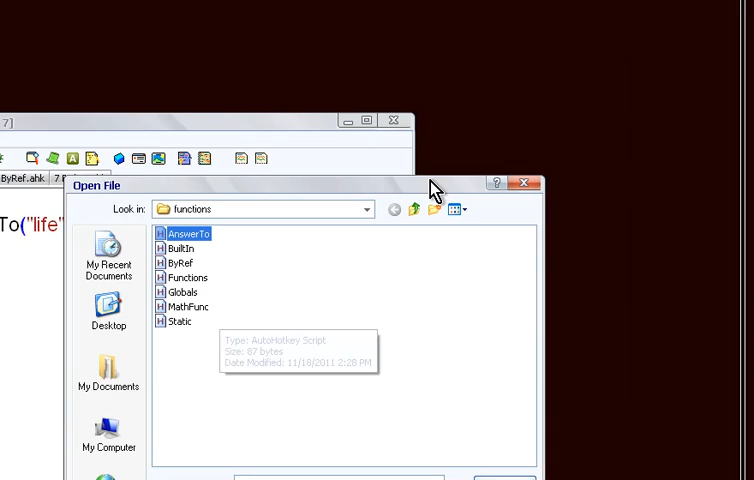 7]
ByRef.ahk
7
Open File
Look in: functions
To("life"
AnswerTo
BuiltIn
ByRef
Functions
Globals
MathFunc
Static
My Recent
Documents
Desktop
My Documents
My Computer
Type: AutoHotkey Script
Size: 87 bytes
Date Modified: 11/18/2011 2:28 PM